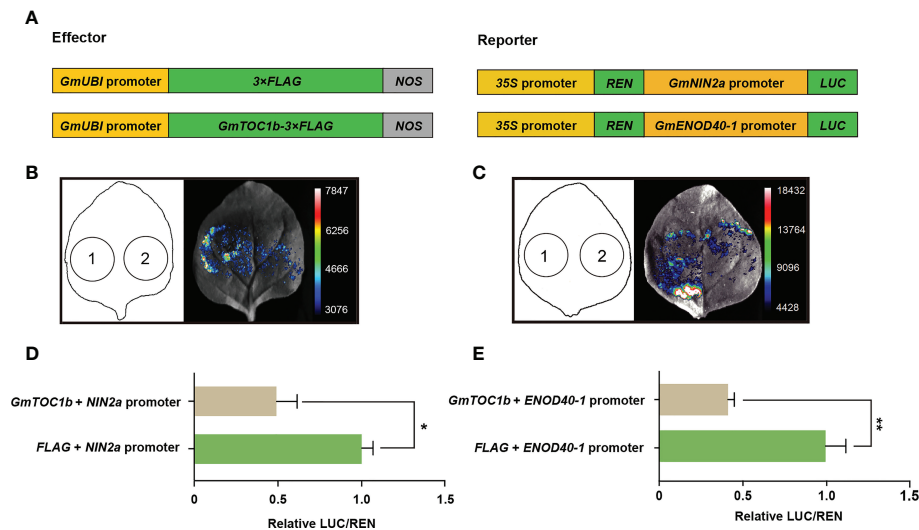 A
Effector
Reporter
GmUBI promoter 3×FLAG NOS
35S promoter REN GmNIN2a promoter LUC
GmUBI promoter GmTOC1b-3×FLAG NOS
35S promoter REN GmENOD40-1 promoter LUC
B
1 2
7847
6256
4666
3076
C
1 2
18432
13764
9096
4428
D
GmTOC1b + NIN2a promoter
FLAG + NIN2a promoter
*
0 0.5 1.0 1.5
Relative LUC/REN
E
GmTOC1b + ENOD40-1 promoter
FLAG + ENOD40-1 promoter
**
0 0.5 1.0 1.5
Relative LUC/REN